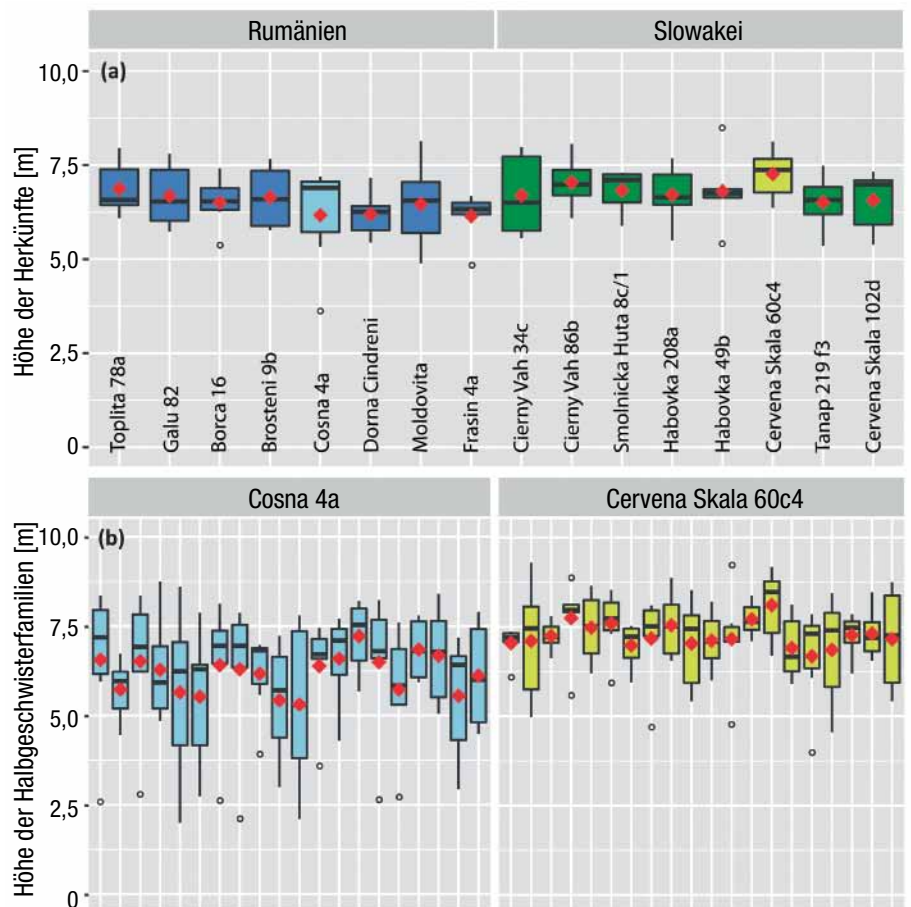 Rumänien
Slowakei
(a)
Höhe der Herkünfte [m]
10,0
7,5
5,0
2,5
0
Toplita 78a
Galu 82
Borca 16
Brosteni 9b
Cosna 4a
Dorna Cindreni
Moldovita
Frasin 4a
Cierny Vah 34c
Cierny Vah 86b
Smolnicka Huta 8c/1
Habovka 208a
Habovka 49b
Cervena Skala 60c4
Tanap 219 f3
Cervena Skala 102d
Cosna 4a
Cervena Skala 60c4
(b)
Höhe der Halbgeschwisterfamilien [m]
10,0
7,5
5,0
2,5
0